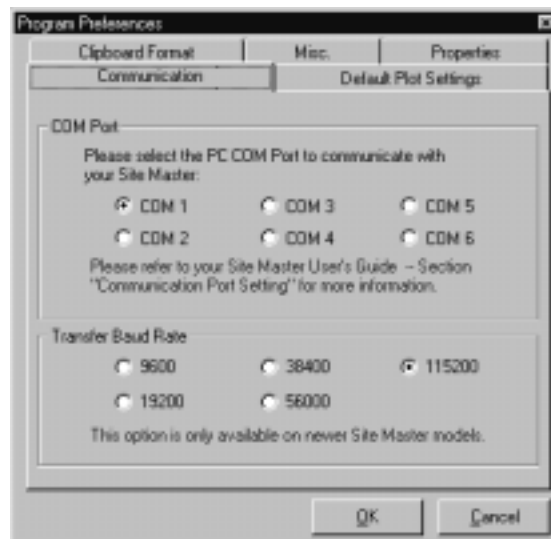 Program Preferences
Clipboard Format
Misc.
Properties
Communication
Default Plot Settings
COM Port
Please select the PC COM Port to communicate with
your Site Master:
COM 1
COM 3
COM 5
COM 2
COM 4
COM 6
Please refer to your Site Master User's Guide -- Section
"Communication Port Setting" for more information.
Transfer Baud Rate
9600
38400
115200
19200
56000
This option is only available on newer Site Master models.
OK
Cancel